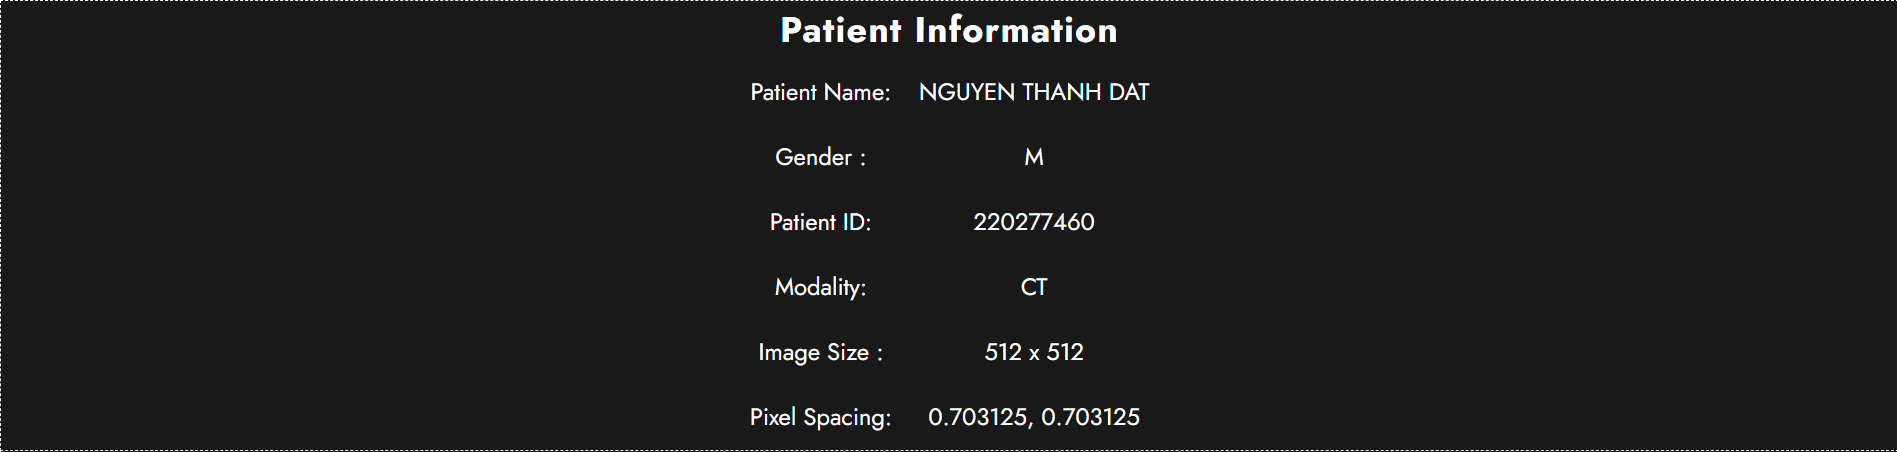 Patient Information
Patient Name: NGUYEN THANH DAT
Gender : M
Patient ID: 220277460
Modality: CT
Image Size : 512 x 512
Pixel Spacing: 0.703125, 0.703125